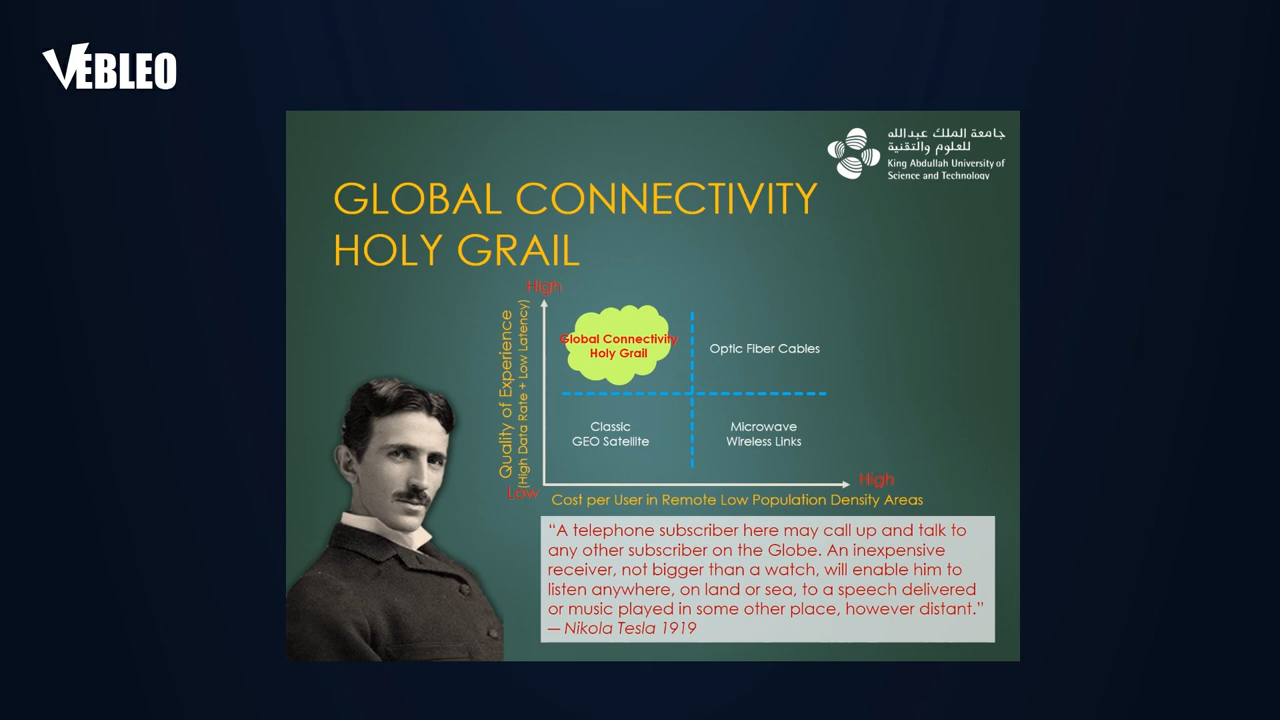 VEBLEO
جامعة الملك عبدالله
للعلوم والتقنية
King Abdullah University of
Science and Technology
GLOBAL CONNECTIVITY
HOLY GRAIL
High
Quality of Experience
(High Data Rate + Low Latency)
Low
Global Connectivity
Holy Grail
Optic Fiber Cables
Classic
GEO Satellite
Microwave
Wireless Links
High
Cost per User in Remote Low Population Density Areas
“A telephone subscriber here may call up and talk to
any other subscriber on the Globe. An inexpensive
receiver, not bigger than a watch, will enable him to
listen anywhere, on land or sea, to a speech delivered
or music played in some other place, however distant.”
― Nikola Tesla 1919